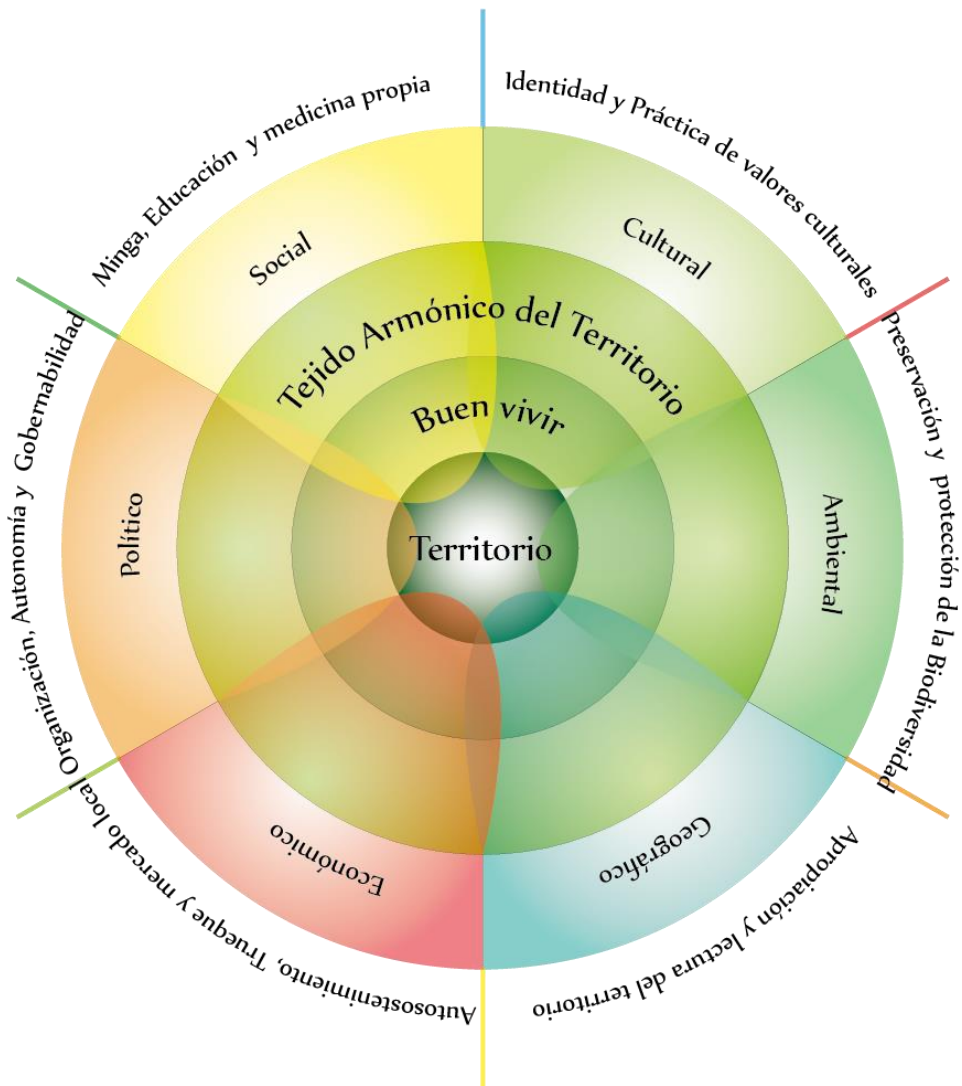 Identidad y Práctica de valores culturales
Preservación y protección de la Biodiversidad
Apropiación y lectura del territorio
Autosostenimiento, Trueque y mercado local
Organización, Autonomía y Gobernabilidad
Minga, Educación y medicina propia
Social
Cultural
Ambiental
Geográfico
Económico
Político
Tejido Armónico del Territorio
Buen vivir
Territorio